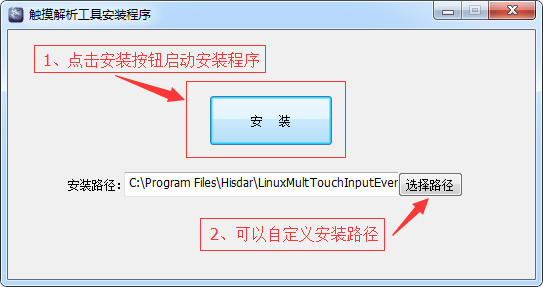 触摸解析工具安装程序
1、点击安装按钮启动安装程序
安 装
安装路径：C:\Program Files\Hisdar\LinuxMultTouchInputEver 选择路径
2、可以自定义安装路径